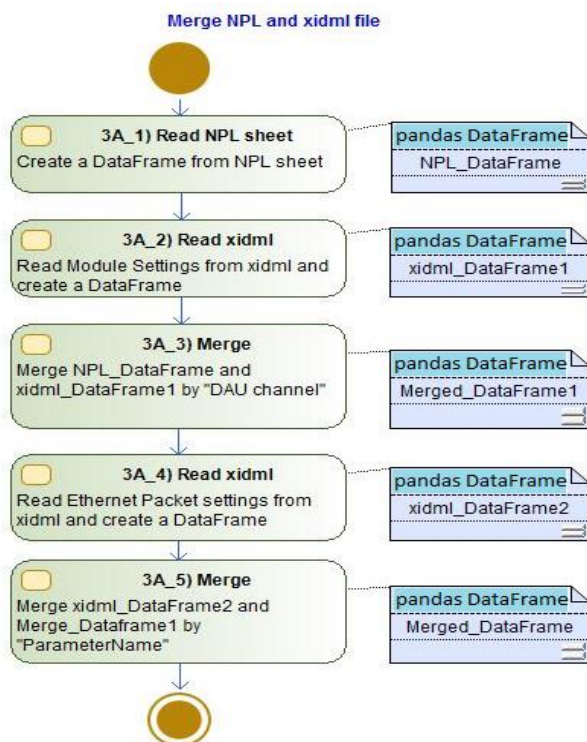 Merge NPL and xidml file
3A_1) Read NPL sheet
Create a DataFrame from NPL sheet
pandas DataFrame
NPL_DataFrame
3A_2) Read xidml
Read Module Settings from xidml and
create a DataFrame
pandas DataFrame
xidml_DataFrame1
3A_3) Merge
Merge NPL_DataFrame and
xidml_DataFrame1 by "DAU channel"
pandas DataFrame
Merged_DataFrame1
3A_4) Read xidml
Read Ethernet Packet settings from
xidml and create a DataFrame
pandas DataFrame
xidml_DataFrame2
3A_5) Merge
Merge xidml_DataFrame2 and
Merge_Dataframe1 by
"ParameterName"
pandas DataFrame
Merged_DataFrame